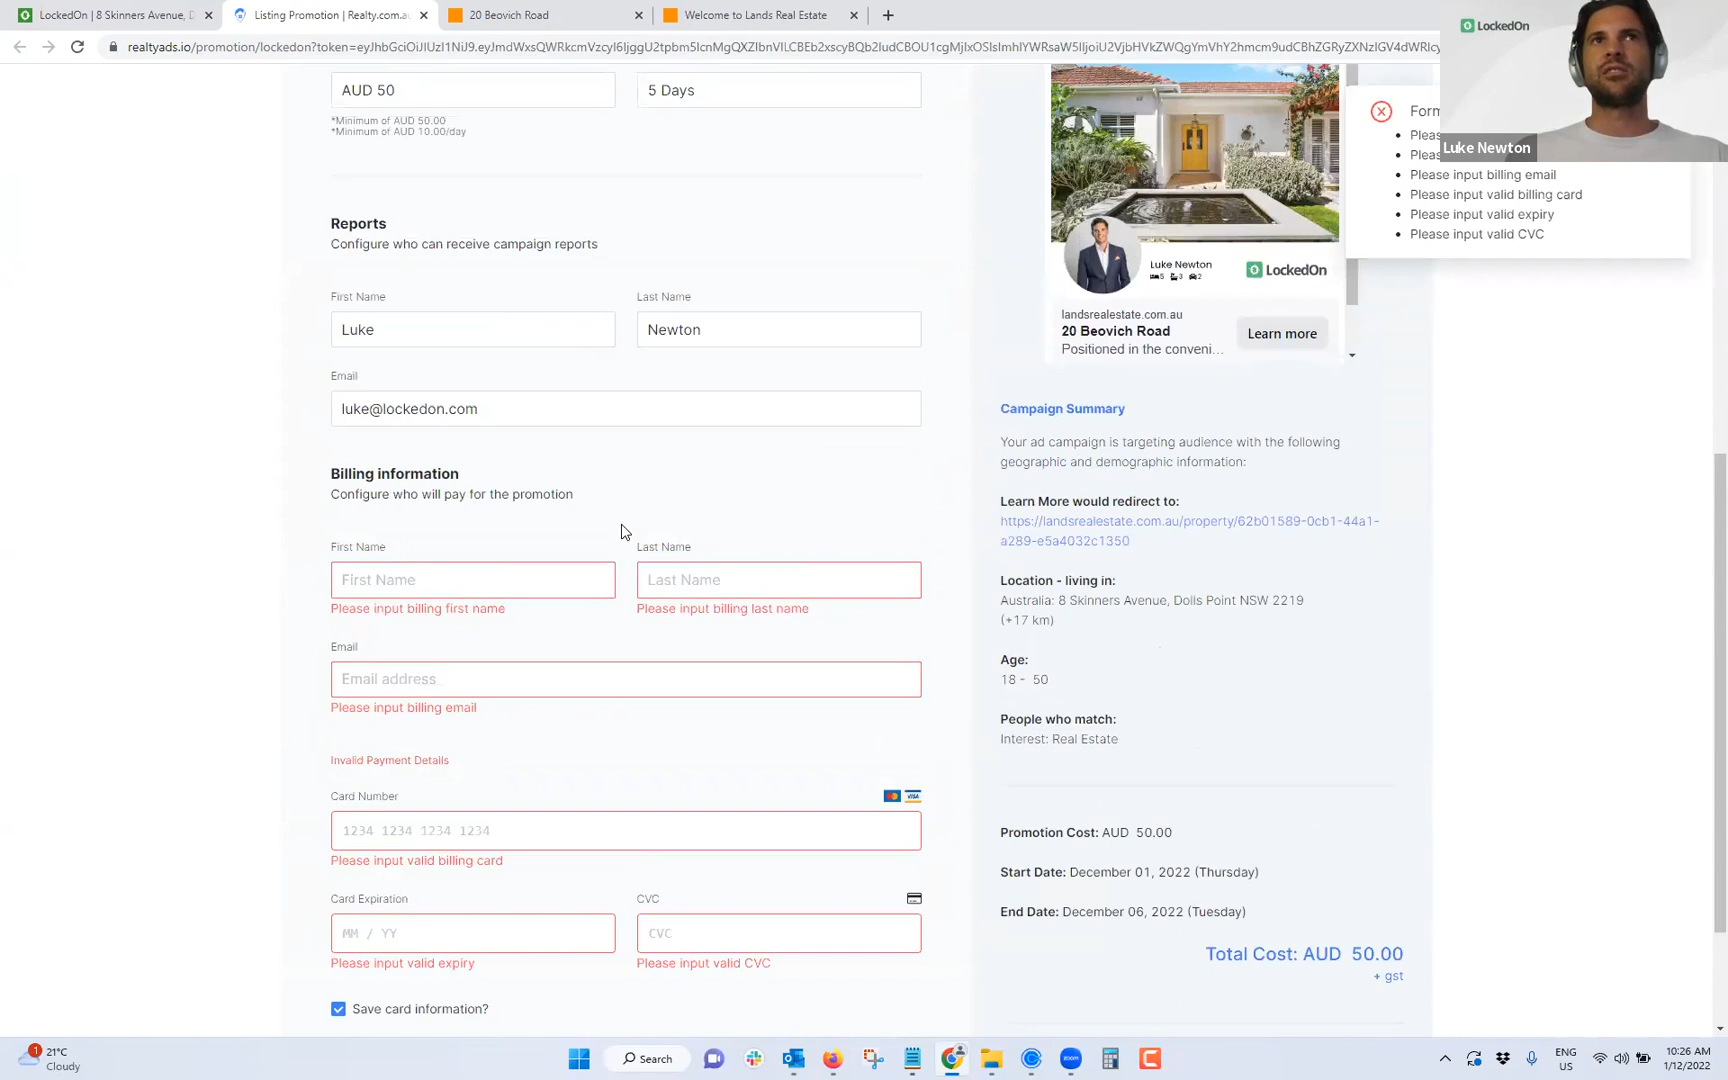 LockedOn | 8 Skinners Avenue, D
Listing Promotion | Realty.com.au
20 Beovich Road
Welcome to Lands Real Estate
LockedOn
AUD 50
5 Days
*Minimum of AUD 50.00
*Minimum of AUD 10.00/day
Form
Luke Newton
Please input billing email
Please input valid billing card
Please input valid expiry
Please input valid CVC
Reports
Configure who can receive campaign reports
First Name
Last Name
Luke
Newton
Email
luke@lockedon.com
Luke Newton
5 3 2
LockedOn
landsrealestate.com.au
20 Beovich Road
Positioned in the conveni...
Learn more
Billing information
Configure who will pay for the promotion
First Name
Last Name
First Name
Last Name
Please input billing first name
Please input billing last name
Email
Email address
Please input billing email
Invalid Payment Details
Card Number
VISA
1234 1234 1234 1234
Please input valid billing card
Card Expiration
CVC
MM / YY
CVC
Please input valid expiry
Please input valid CVC
Save card information?
Campaign Summary
Your ad campaign is targeting audience with the following
geographic and demographic information:
Learn More would redirect to:
https://landsrealestate.com.au/property/62b01589-0cb1-44a1-
a289-e5a4032c1350
Location - living in:
Australia: 8 Skinners Avenue, Dolls Point NSW 2219
(+17 km)
Age:
18 - 50
People who match:
Interest: Real Estate
Promotion Cost: AUD 50.00
Start Date: December 01, 2022 (Thursday)
End Date: December 06, 2022 (Tuesday)
Total Cost: AUD 50.00
+ gst
1
21°C
Cloudy
Search
zoom
ENG
US
10:26 AM
1/12/2022